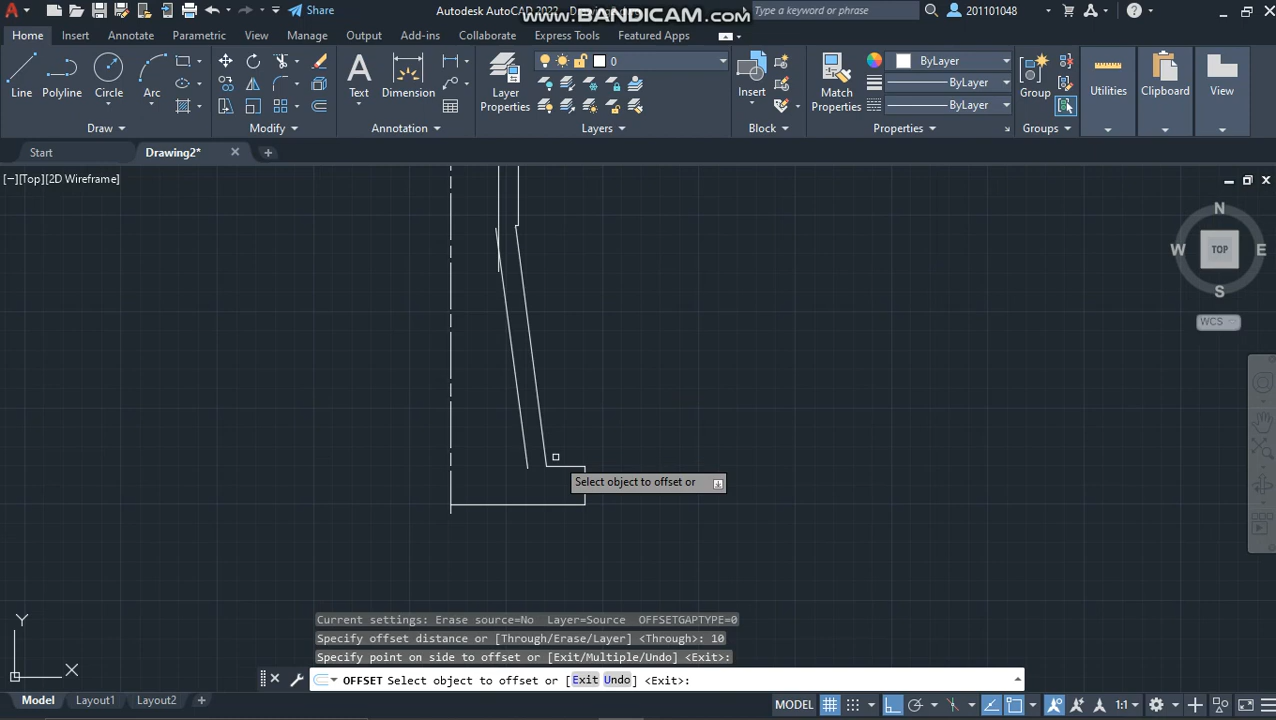 Share
Autodesk AutoCAD 2022
www.BANDICAM.com
Type a keyword or phrase
201101048
Home Insert Annotate Parametric View Manage Output Add-ins Collaborate Express Tools Featured Apps
0
ByLayer
ByLayer
ByLayer
Line Polyline Circle Arc
Text Dimension
Layer Properties
Insert
Match Properties
Group
Utilities
Clipboard
View
Draw Modify Annotation Layers Block Properties Groups
Start Drawing2*
[−][Top][2D Wireframe]
N
W TOP E
S
WCS
Select object to offset or
Y
X
Current settings: Erase source=No Layer=Source OFFSETGAPTYPE=0
Specify offset distance or [Through/Erase/Layer] <Through>: 10
Specify point on side to offset or [Exit/Multiple/Undo] <Exit>:
OFFSET Select object to offset or [Exit Undo] <Exit>:
Model Layout1 Layout2
MODEL 1:1